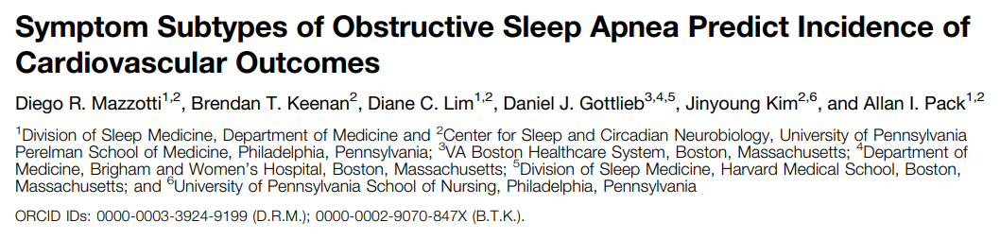 Symptom Subtypes of Obstructive Sleep Apnea Predict Incidence of
Cardiovascular Outcomes
Diego R. Mazzotti1,2, Brendan T. Keenan2, Diane C. Lim1,2, Daniel J. Gottlieb3,4,5, Jinyoung Kim2,6, and Allan I. Pack1,2
1Division of Sleep Medicine, Department of Medicine and 2Center for Sleep and Circadian Neurobiology, University of Pennsylvania
Perelman School of Medicine, Philadelphia, Pennsylvania; 3VA Boston Healthcare System, Boston, Massachusetts; 4Department of
Medicine, Brigham and Women's Hospital, Boston, Massachusetts; 5Division of Sleep Medicine, Harvard Medical School, Boston,
Massachusetts; and 6University of Pennsylvania School of Nursing, Philadelphia, Pennsylvania
ORCID IDs: 0000-0003-3924-9199 (D.R.M.); 0000-0002-9070-847X (B.T.K.).